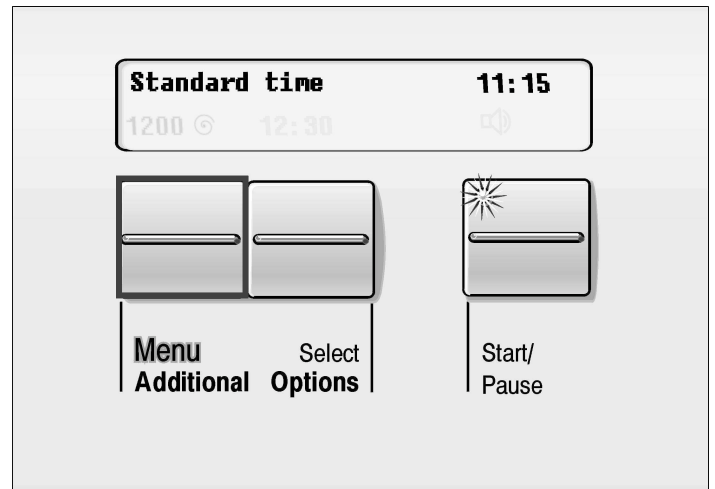 Standard time 11:15
1200 12:30
Menu Select
Additional Options
Start/
Pause